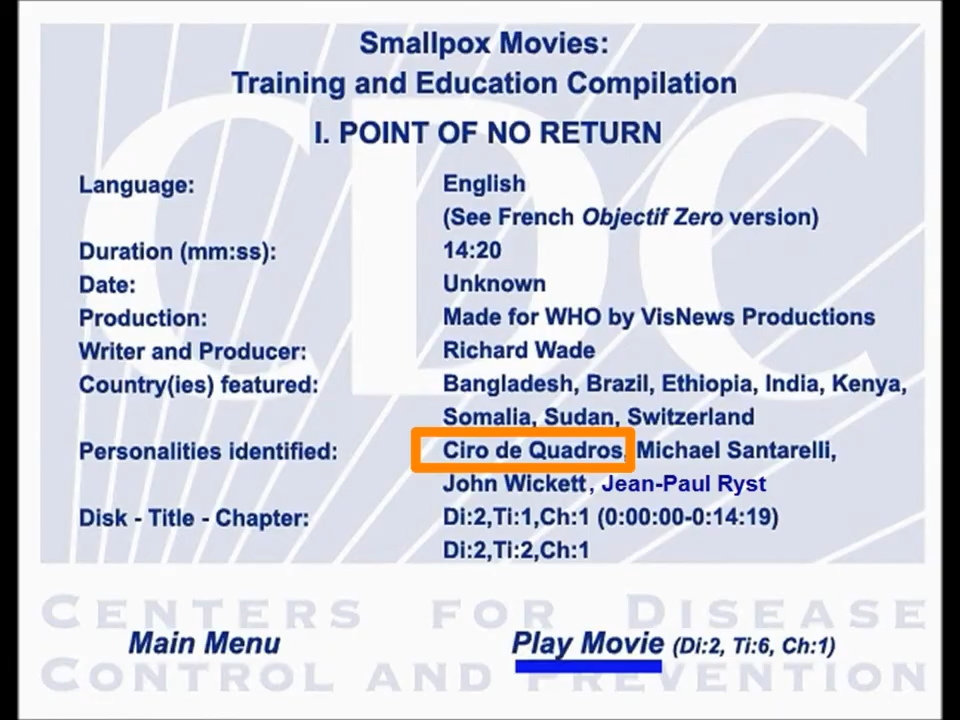 Smallpox Movies:
Training and Education Compilation
I. POINT OF NO RETURN
Language: English
(See French Objectif Zero version)
Duration (mm:ss): 14:20
Date: Unknown
Production: Made for WHO by VisNews Productions
Writer and Producer: Richard Wade
Country(ies) featured: Bangladesh, Brazil, Ethiopia, India, Kenya,
Somalia, Sudan, Switzerland
Personalities identified: Ciro de Quadros, Michael Santarelli,
John Wickett, Jean-Paul Ryst
Disk - Title - Chapter: Di:2,Ti:1,Ch:1 (0:00:00-0:14:19)
Di:2,Ti:2,Ch:1
CDC
CENTERS FOR DISEASE
Main Menu Play Movie (Di:2, Ti:6, Ch:1)
CONTROL AND PREVENTION